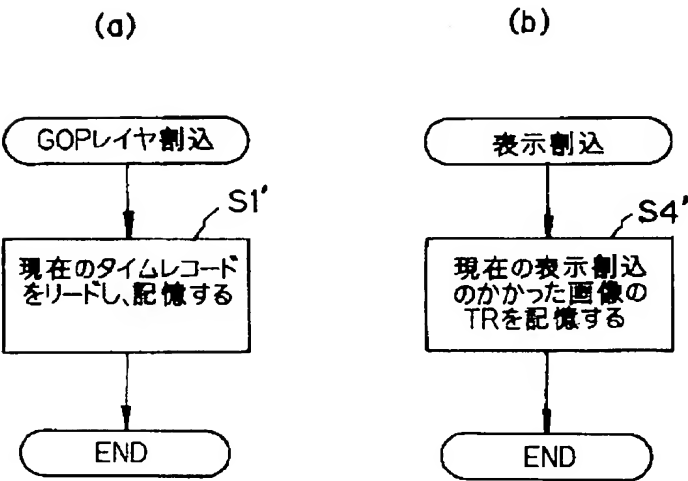 (a)
GOPレイヤ割込
S1'
現在のタイムレコード
をリードし、記憶する
END
(b)
表示割込
S4'
現在の表示割込
のかかった画像の
TRを記憶する
END